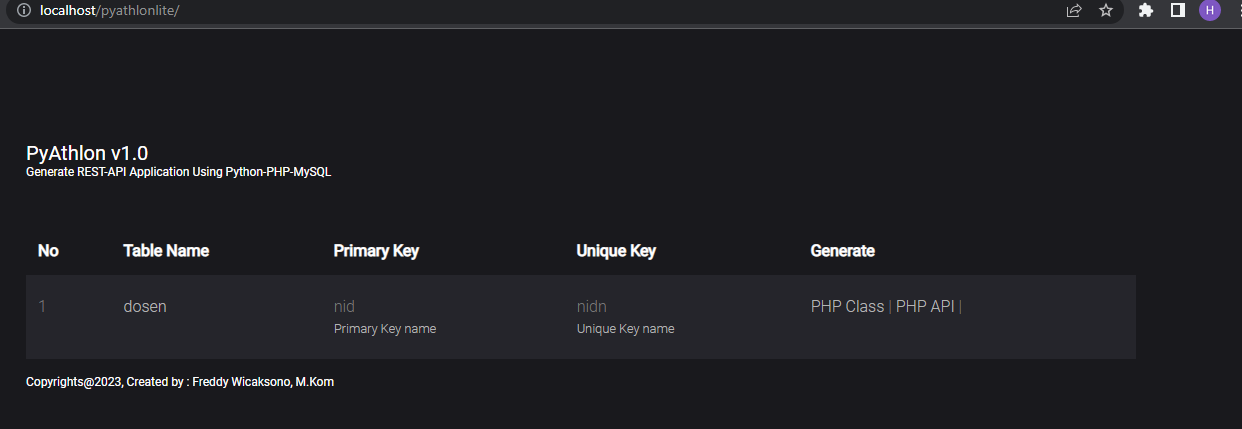 localhost/pyathlonlite/
H
PyAthlon v1.0
Generate REST-API Application Using Python-PHP-MySQL
No Table Name Primary Key Unique Key Generate
1 dosen nid nidn PHP Class | PHP API |
Primary Key name Unique Key name
Copyrights@2023, Created by : Freddy Wicaksono, M.Kom